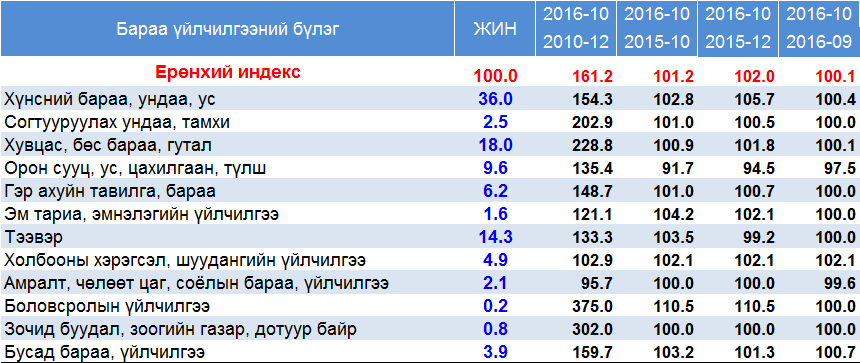 Бараа үйлчилгээний бүлэг ЖИН 2016-10 2010-12 2016-10 2015-10 2016-10 2015-12 2016-10 2016-09
Ерөнхий индекс 100.0 161.2 101.2 102.0 100.1
Хүнсний бараа, ундаа, ус 36.0 154.3 102.8 105.7 100.4
Согтууруулах ундаа, тамхи 2.5 202.9 101.0 100.5 100.0
Хувцас, бөс бараа, гутал 18.0 228.8 100.9 101.8 100.1
Орон сууц, ус, цахилгаан, түлш 9.6 135.4 91.7 94.5 97.5
Гэр ахуйн тавилга, бараа 6.2 148.7 101.0 100.7 100.0
Эм тариа, эмнэлэгийн үйлчилгээ 1.6 121.1 104.2 102.1 100.0
Тээвэр 14.3 133.3 103.5 99.2 100.0
Холбооны хэрэгсэл, шуудангийн үйлчилгээ 4.9 102.9 102.1 102.1 102.1
Амралт, чөлөөт цаг, соёлын бараа, үйлчилгээ 2.1 95.7 100.0 100.0 99.6
Боловсролын үйлчилгээ 0.2 375.0 110.5 110.5 100.0
Зочид буудал, зоогийн газар, дотуур байр 0.8 302.0 100.0 100.0 100.0
Бусад бараа, үйлчилгээ 3.9 159.7 103.2 101.3 100.7